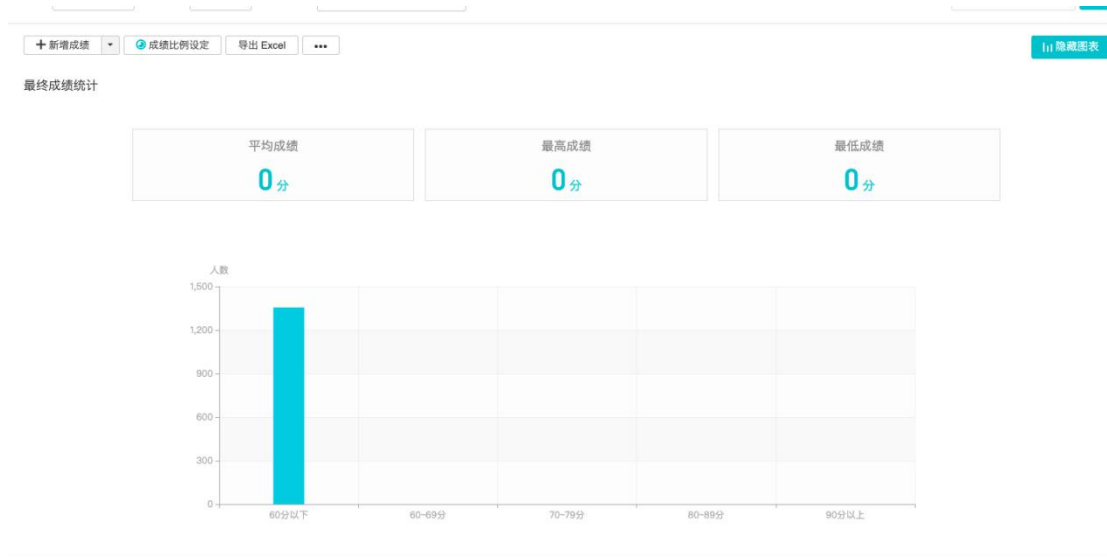 新增成绩 成绩比例设定 导出 Excel ••• 隐藏图表
最终成绩统计
平均成绩 最高成绩 最低成绩
0分 0分 0分
人数
1,500
1,200
900
600
300
0
60分以下 60-69分 70-79分 80-89分 90分以上